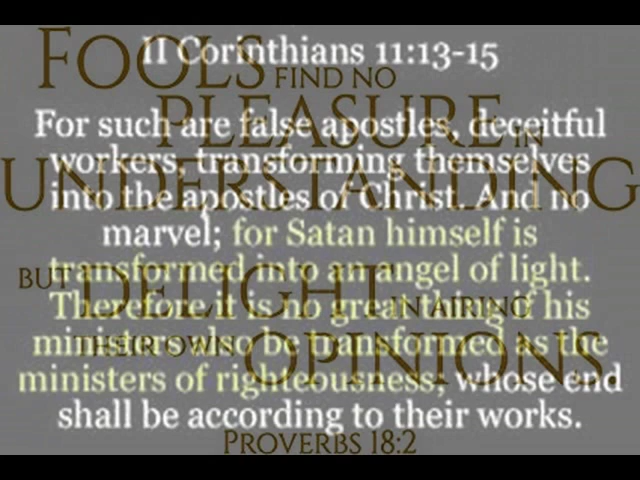 II Corinthians 11:13-15
For such are false apostles, deceitful
workers, transforming themselves
into the apostles of Christ. And no
marvel; for Satan himself is
transformed into an angel of light.
Therefore it is no great thing if his
ministers also be transformed as the
ministers of righteousness; whose end
shall be according to their works.
FOOLS FIND NO
PLEASURE IN
UNDERSTANDING
BUT DELIGHT IN AIRING
THEIR OWN OPINIONS.
PROVERBS 18:2